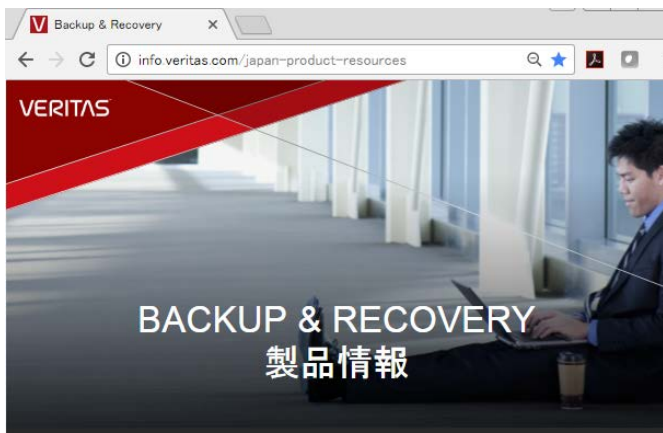 Backup & Recovery
info.veritas.com/japan-product-resources
VERITAS
BACKUP & RECOVERY
製品情報